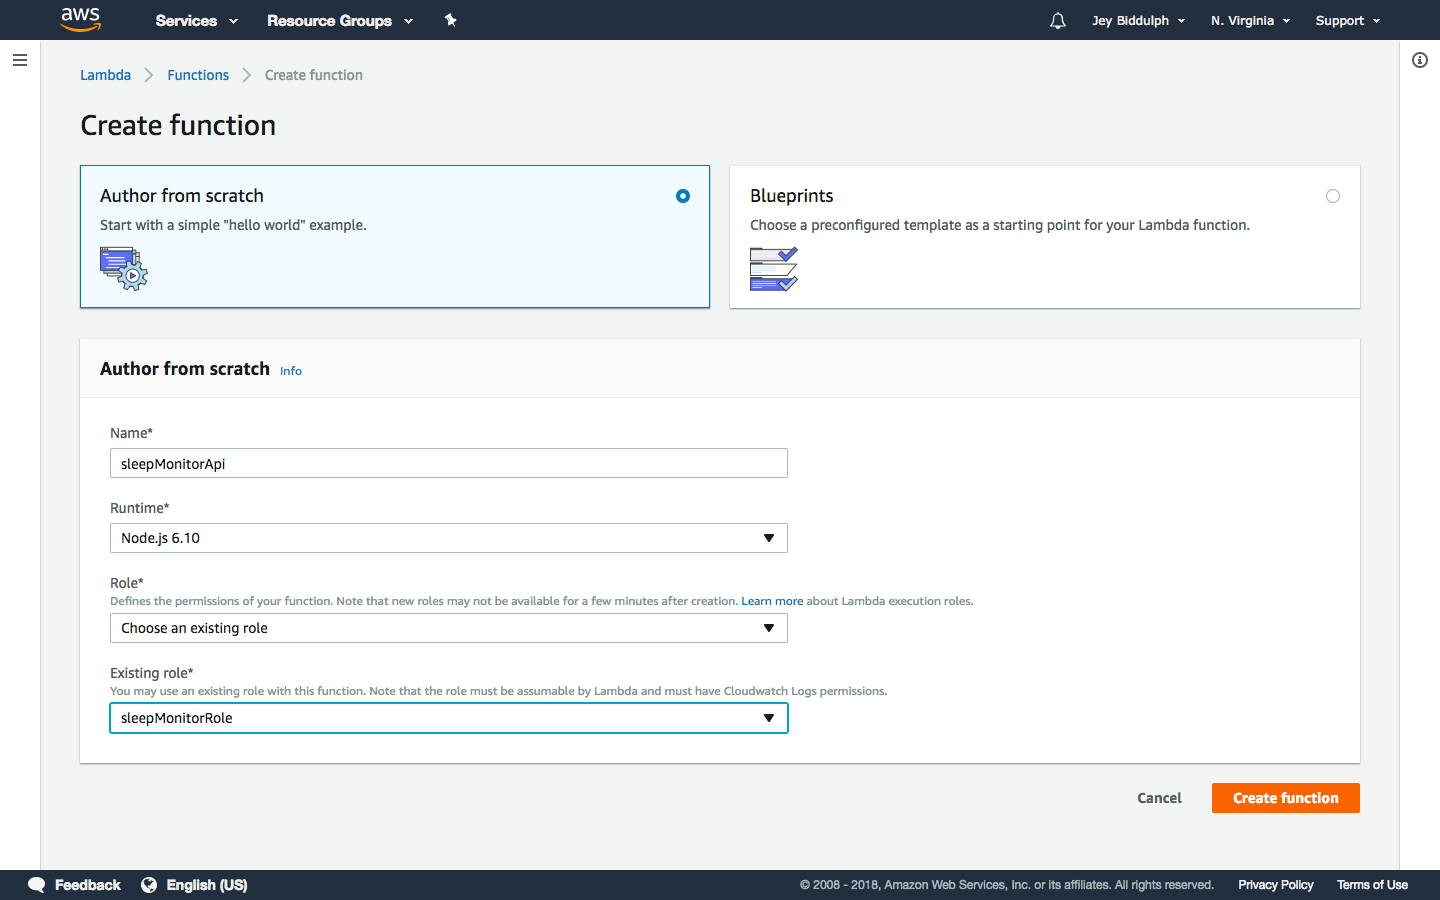 aws Services Resource Groups Jey Biddulph N. Virginia Support
Lambda Functions Create function
Create function
Author from scratch
Start with a simple "hello world" example.
Blueprints
Choose a preconfigured template as a starting point for your Lambda function.
Author from scratch Info
Name*
sleepMonitorApi
Runtime*
Node.js 6.10
Role*
Defines the permissions of your function. Note that new roles may not be available for a few minutes after creation. Learn more about Lambda execution roles.
Choose an existing role
Existing role*
You may use an existing role with this function. Note that the role must be assumable by Lambda and must have Cloudwatch Logs permissions.
sleepMonitorRole
Cancel Create function
Feedback English (US) © 2008 - 2018, Amazon Web Services, Inc. or its affiliates. All rights reserved. Privacy Policy Terms of Use